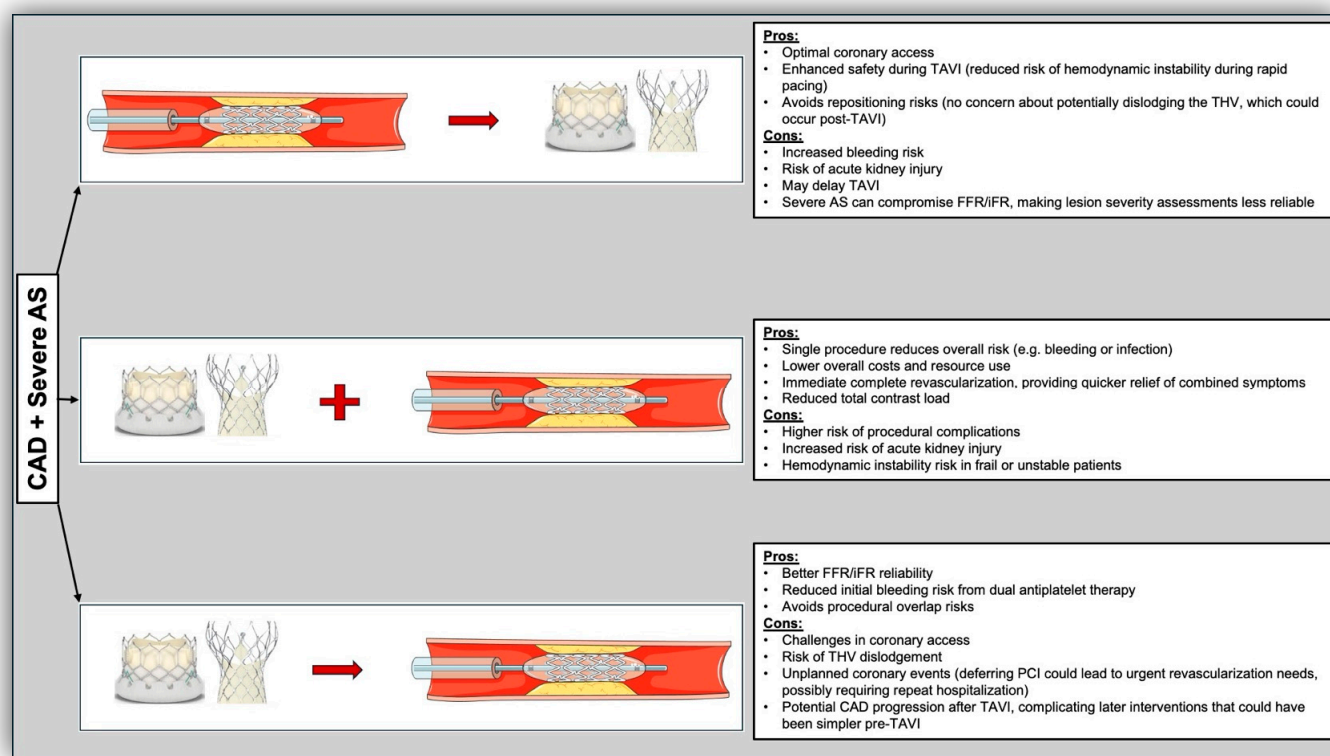 CAD + Severe AS
Pros:
• Optimal coronary access
• Enhanced safety during TAVI (reduced risk of hemodynamic instability during rapid
pacing)
• Avoids repositioning risks (no concern about potentially dislodging the THV, which could
occur post-TAVI)
Cons:
• Increased bleeding risk
• Risk of acute kidney injury
• May delay TAVI
• Severe AS can compromise FFR/iFR, making lesion severity assessments less reliable
Pros:
• Single procedure reduces overall risk (e.g. bleeding or infection)
• Lower overall costs and resource use
• Immediate complete revascularization, providing quicker relief of combined symptoms
• Reduced total contrast load
Cons:
• Higher risk of procedural complications
• Increased risk of acute kidney injury
• Hemodynamic instability risk in frail or unstable patients
Pros:
• Better FFR/iFR reliability
• Reduced initial bleeding risk from dual antiplatelet therapy
• Avoids procedural overlap risks
Cons:
• Challenges in coronary access
• Risk of THV dislodgement
• Unplanned coronary events (deferring PCI could lead to urgent revascularization needs,
possibly requiring repeat hospitalization)
• Potential CAD progression after TAVI, complicating later interventions that could have
been simpler pre-TAVI